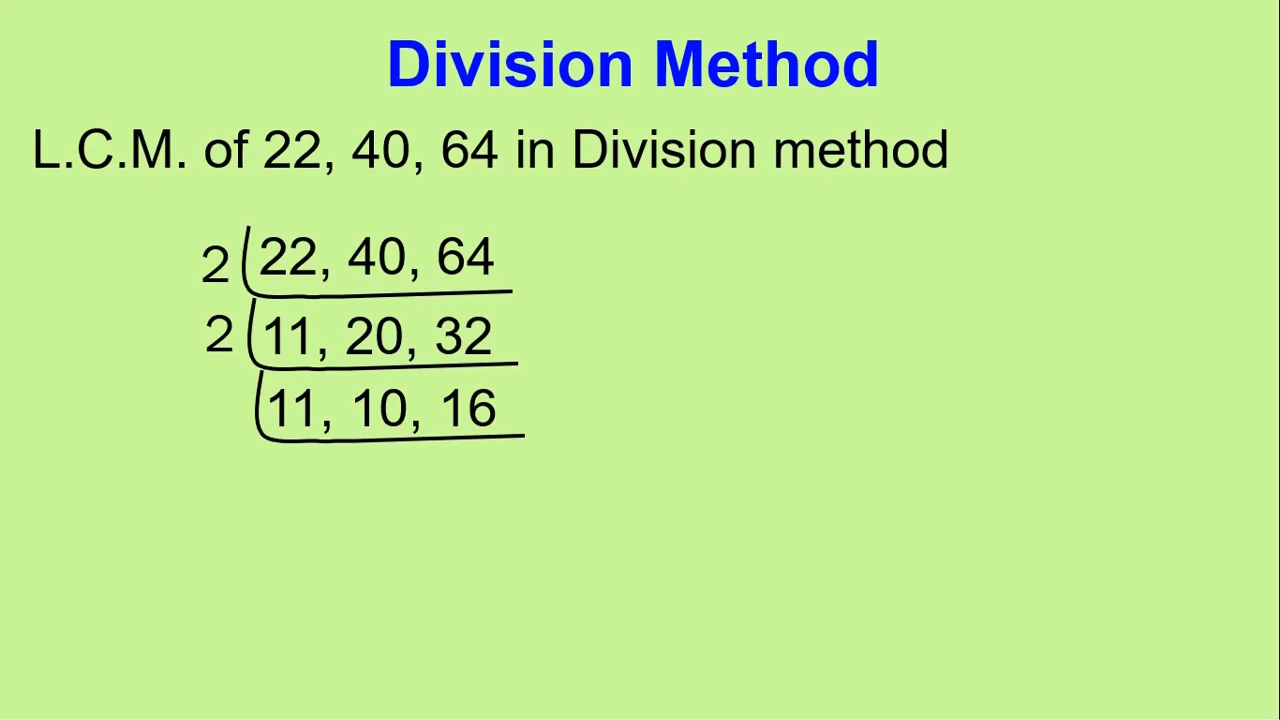 Division Method
L.C.M. of 22, 40, 64 in Division method
2 22, 40, 64
2 11, 20, 32
11, 10, 16